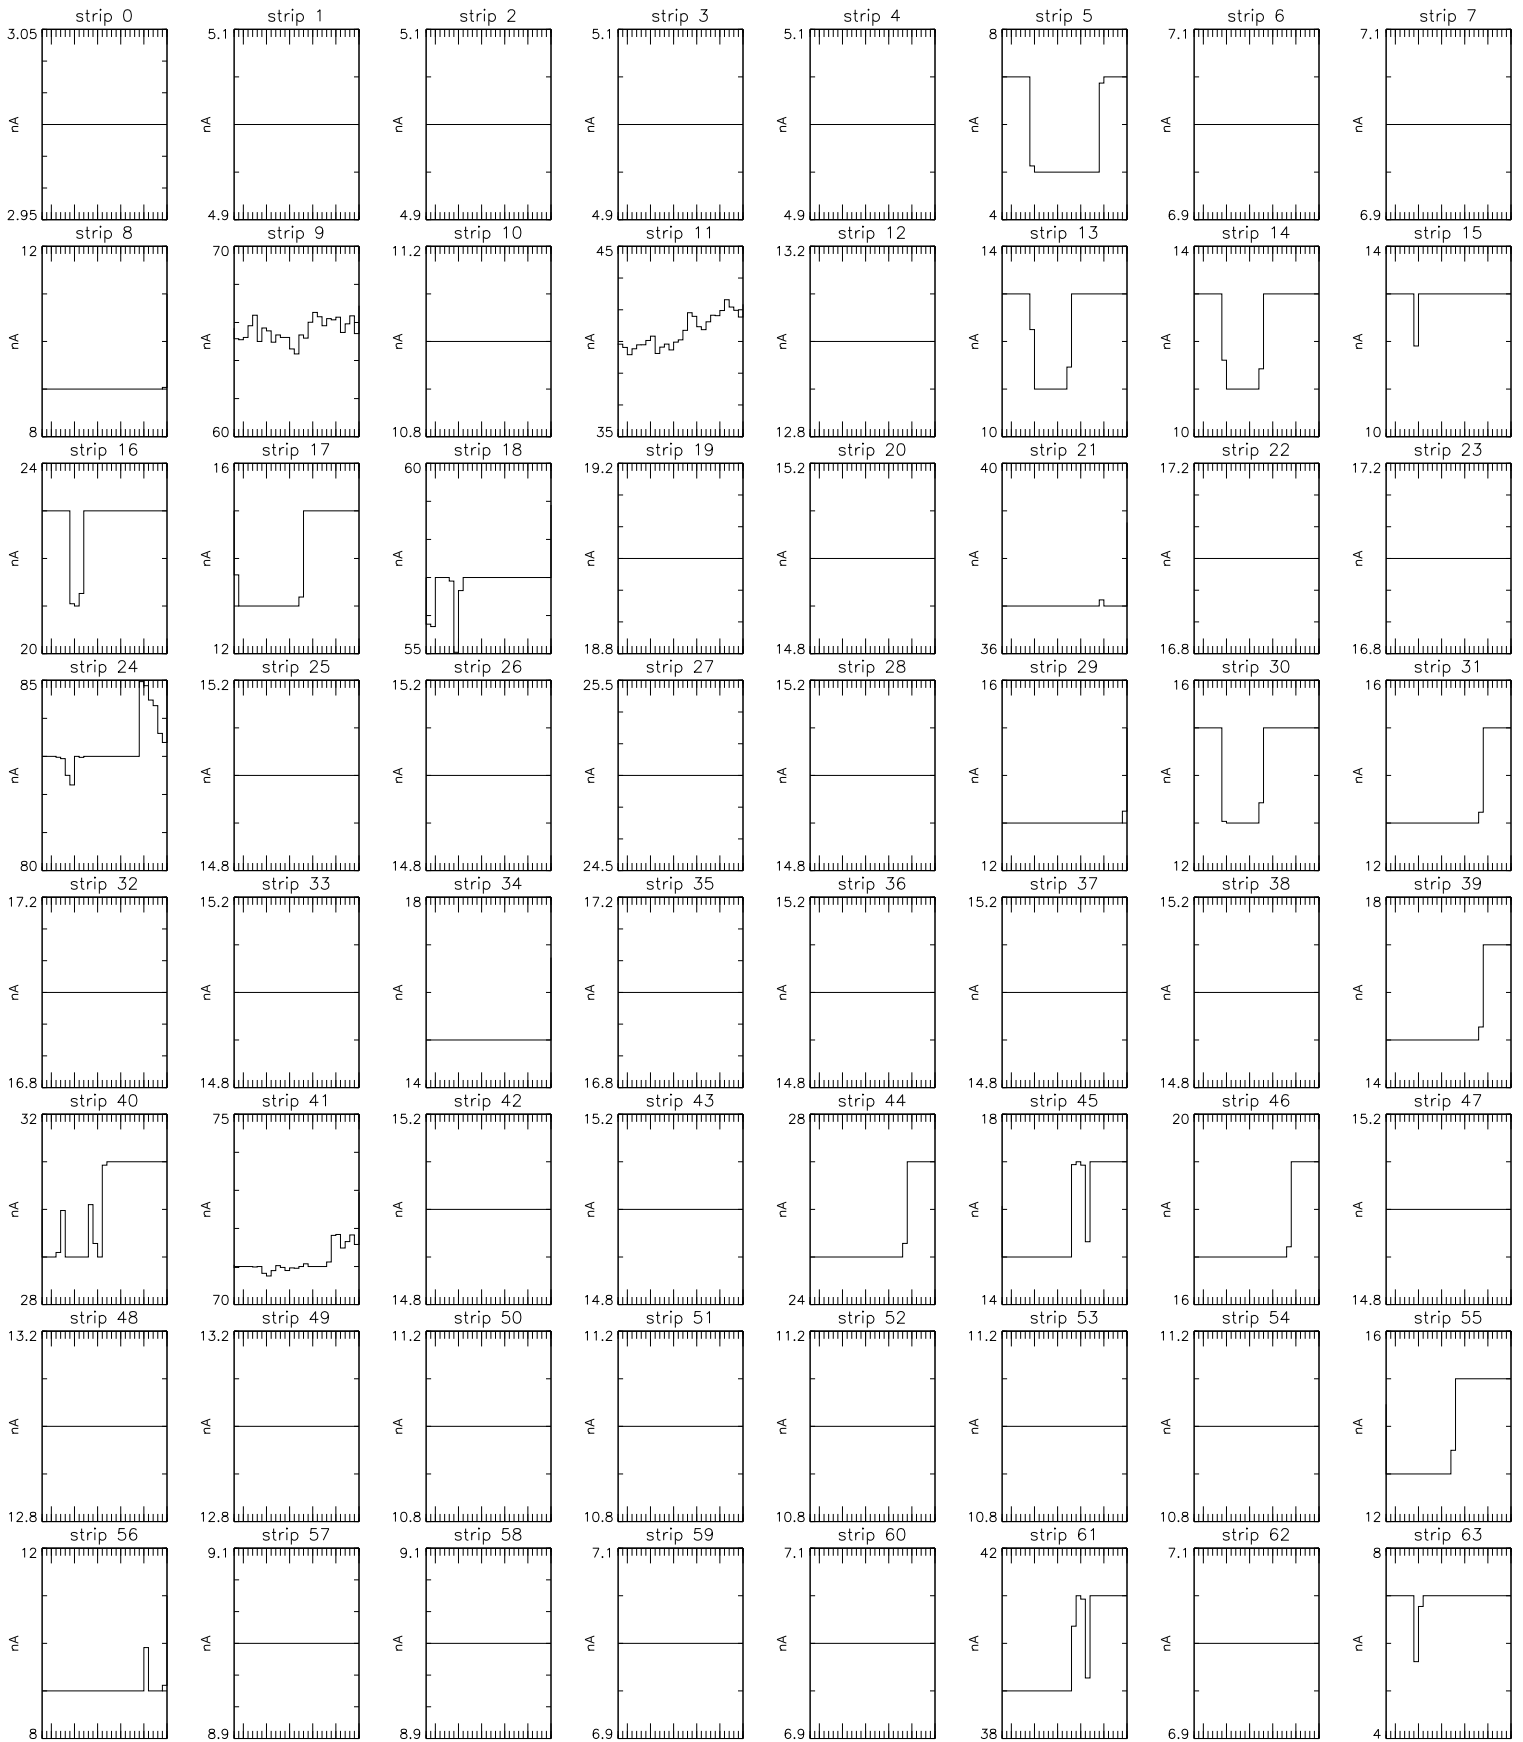 strip 0 strip 1 strip 2 strip 3 strip 4 strip 5 strip 6 strip 7
3.05 5.1 5.1 5.1 5.1 8 7.1 7.1
nA nA nA nA nA nA nA nA
2.95 4.9 4.9 4.9 4.9 4 6.9 6.9
strip 8 strip 9 strip 10 strip 11 strip 12 strip 13 strip 14 strip 15
12 70 11.2 45 13.2 14 14 14
nA nA nA nA nA nA nA nA
8 60 10.8 35 12.8 10 10 10
strip 16 strip 17 strip 18 strip 19 strip 20 strip 21 strip 22 strip 23
24 16 60 19.2 15.2 40 17.2 17.2
nA nA nA nA nA nA nA nA
20 12 55 18.8 14.8 36 16.8 16.8
strip 24 strip 25 strip 26 strip 27 strip 28 strip 29 strip 30 strip 31
85 15.2 15.2 25.5 15.2 16 16 16
nA nA nA nA nA nA nA nA
80 14.8 14.8 24.5 14.8 12 12 12
strip 32 strip 33 strip 34 strip 35 strip 36 strip 37 strip 38 strip 39
17.2 15.2 18 17.2 15.2 15.2 15.2 18
nA nA nA nA nA nA nA nA
16.8 14.8 14 16.8 14.8 14.8 14.8 14
strip 40 strip 41 strip 42 strip 43 strip 44 strip 45 strip 46 strip 47
32 75 15.2 15.2 28 18 20 15.2
nA nA nA nA nA nA nA nA
28 70 14.8 14.8 24 14 16 14.8
strip 48 strip 49 strip 50 strip 51 strip 52 strip 53 strip 54 strip 55
13.2 13.2 11.2 11.2 11.2 11.2 11.2 16
nA nA nA nA nA nA nA nA
12.8 12.8 10.8 10.8 10.8 10.8 10.8 12
strip 56 strip 57 strip 58 strip 59 strip 60 strip 61 strip 62 strip 63
12 9.1 9.1 7.1 7.1 42 7.1 8
nA nA nA nA nA nA nA nA
8 8.9 8.9 6.9 6.9 38 6.9 4